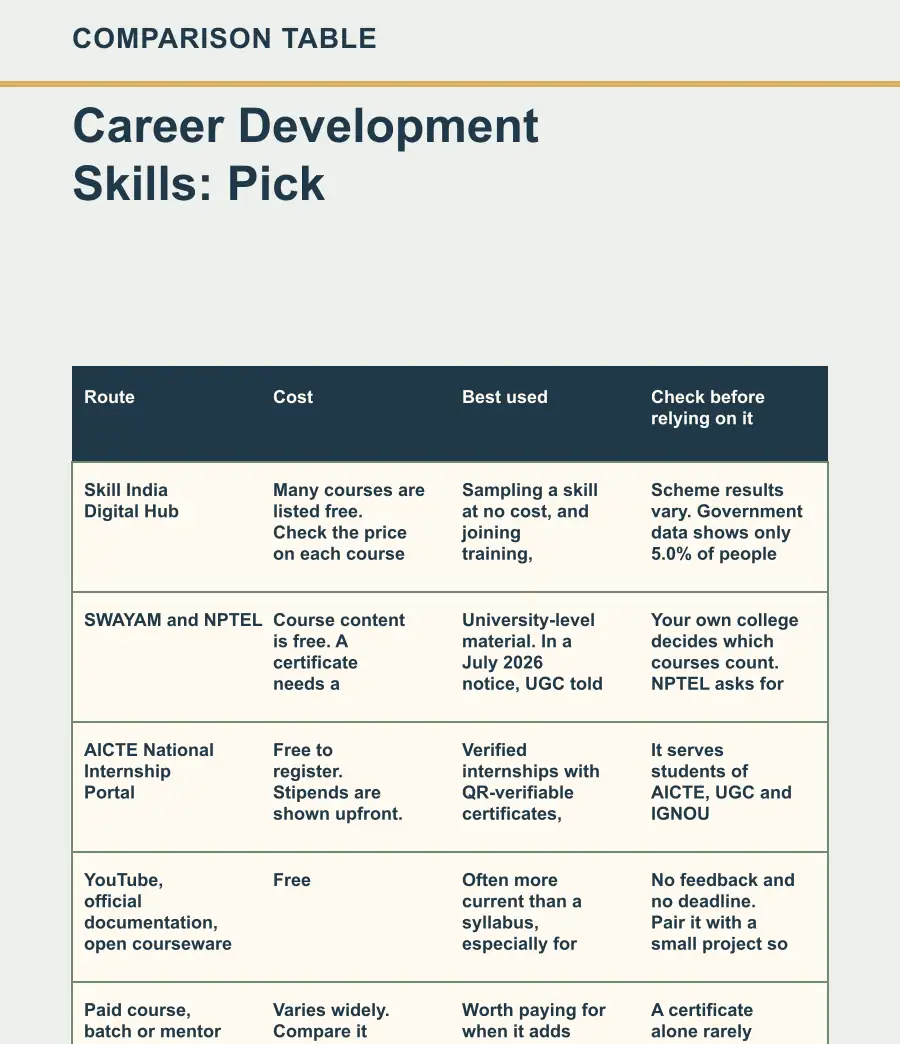 COMPARISON TABLE
Career Development
Skills: Pick
Route
Cost
Best used
Check before
relying on it
Skill India
Digital Hub
Many courses are
listed free.
Check the price
on each course
Sampling a skill
at no cost, and
joining
training,
Scheme results
vary. Government
data shows only
5.0% of people
SWAYAM and NPTEL
Course content
is free. A
certificate
needs a
University-level
material. In a
July 2026
notice, UGC told
Your own college
decides which
courses count.
NPTEL asks for
AICTE National
Internship
Portal
Free to
register.
Stipends are
shown upfront.
Verified
internships with
QR-verifiable
certificates,
It serves
students of
AICTE, UGC and
IGNOU
YouTube,
official
documentation,
open courseware
Free
Often more
current than a
syllabus,
especially for
No feedback and
no deadline.
Pair it with a
small project so
Paid course,
batch or mentor
Varies widely.
Compare it
Worth paying for
when it adds
A certificate
alone rarely